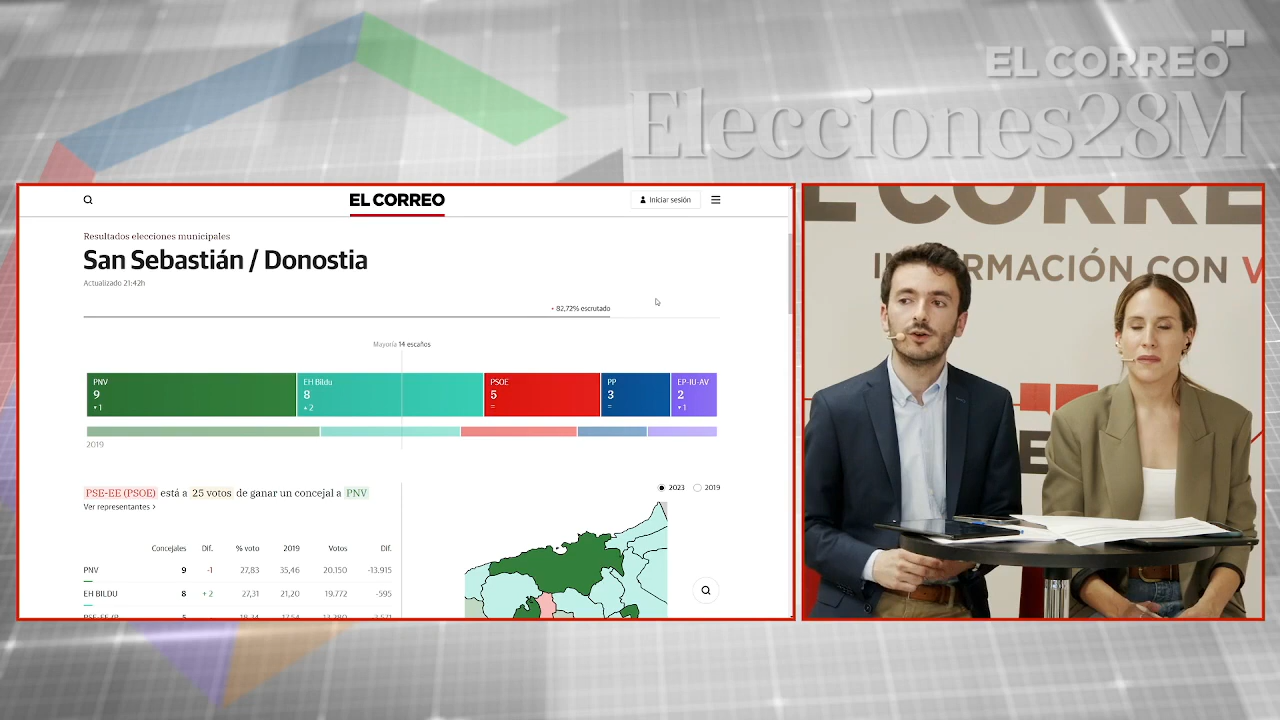 EL CORREO
Elecciones28M
EL CORREO
Iniciar sesión
Resultados elecciones municipales
San Sebastián / Donostia
Actualizado 21:42h
82,72% escrutado
Mayoría 14 escaños
PNV
9
1
EH Bildu
8
2
PSOE
5
=
PP
3
=
EP-IU-AV
2
1
2019
PSE-EE (PSOE) está a 25 votos de ganar un concejal a PNV
Ver representantes >
2023 2019
Concejales Dif. % voto 2019 Votos Dif.
PNV 9 -1 27,83 35,46 20.150 -13.915
EH BILDU 8 +2 27,31 21,20 19.772 -595
L CORRE
CON V